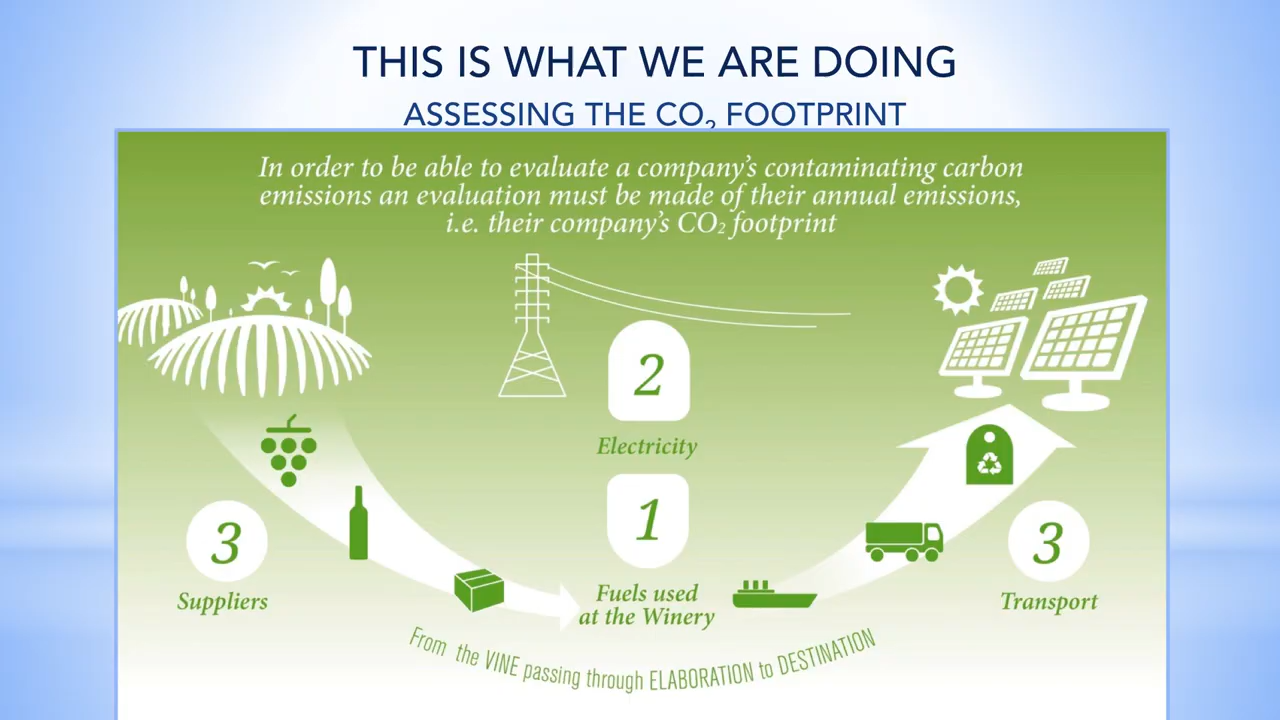 THIS IS WHAT WE ARE DOING
ASSESSING THE CO₂ FOOTPRINT
In order to be able to evaluate a company's contaminating carbon
emissions an evaluation must be made of their annual emissions,
i.e. their company's CO₂ footprint
2
Electricity
1
Fuels used
at the Winery
3
Suppliers
3
Transport
From the VINE passing through ELABORATION to DESTINATION